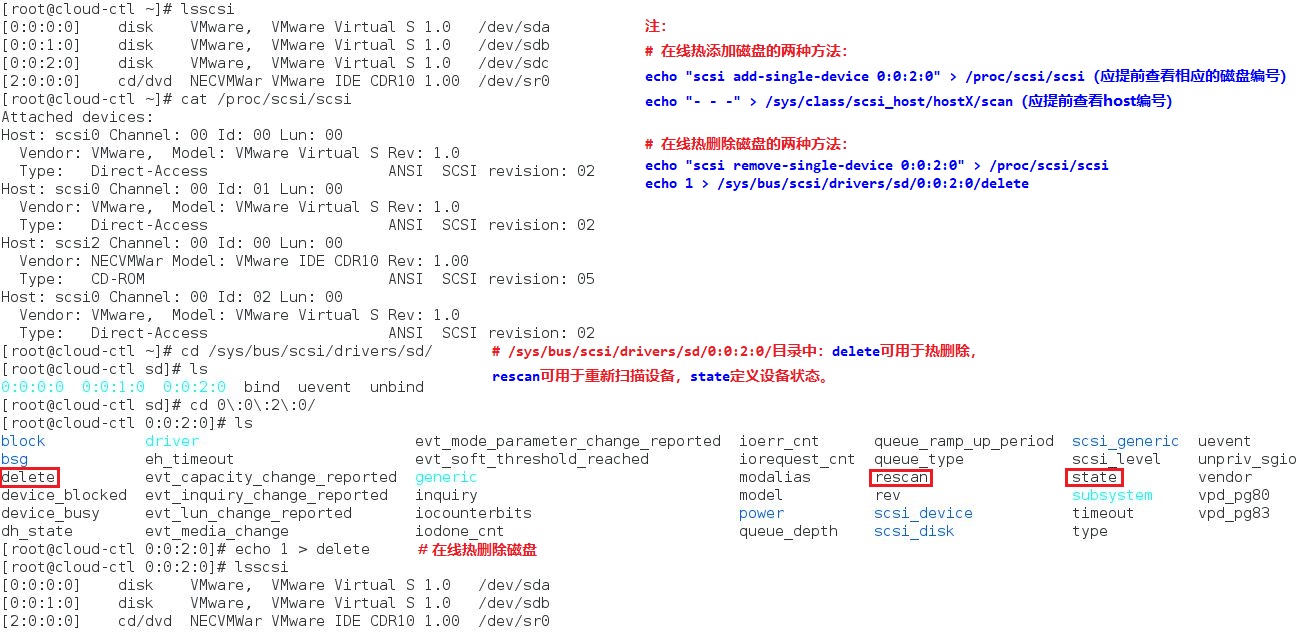 [root@cloud-ctl ~]# lsscsi
[0:0:0:0]    disk    VMware,  VMware Virtual S 1.0   /dev/sda
[0:0:1:0]    disk    VMware,  VMware Virtual S 1.0   /dev/sdb
[0:0:2:0]    disk    VMware,  VMware Virtual S 1.0   /dev/sdc
[2:0:0:0]    cd/dvd  NECVMWar VMware IDE CDR10 1.00  /dev/sr0
[root@cloud-ctl ~]# cat /proc/scsi/scsi
Attached devices:
Host: scsi0 Channel: 00 Id: 00 Lun: 00
  Vendor: VMware,  Model: VMware Virtual S Rev: 1.0
  Type:   Direct-Access                    ANSI  SCSI revision: 02
Host: scsi0 Channel: 00 Id: 01 Lun: 00
  Vendor: VMware,  Model: VMware Virtual S Rev: 1.0
  Type:   Direct-Access                    ANSI  SCSI revision: 02
Host: scsi2 Channel: 00 Id: 00 Lun: 00
  Vendor: NECVMWar Model: VMware IDE CDR10 Rev: 1.00
  Type:   CD-ROM                           ANSI  SCSI revision: 05
Host: scsi0 Channel: 00 Id: 02 Lun: 00
  Vendor: VMware,  Model: VMware Virtual S Rev: 1.0
  Type:   Direct-Access                    ANSI  SCSI revision: 02
注：
# 在线热添加磁盘的两种方法：
echo "scsi add-single-device 0:0:2:0" > /proc/scsi/scsi（应提前查看相应的磁盘编号）
echo "- - -" > /sys/class/scsi_host/hostX/scan（应提前查看host编号）
# 在线热删除磁盘的两种方法：
echo "scsi remove-single-device 0:0:2:0" > /proc/scsi/scsi
echo 1 > /sys/bus/scsi/drivers/sd/0:0:2:0/delete
[root@cloud-ctl ~]# cd /sys/bus/scsi/drivers/sd/
[root@cloud-ctl sd]# ls
0:0:0:0  0:0:1:0  0:0:2:0  bind  uevent  unbind
# /sys/bus/scsi/drivers/sd/0:0:2:0/目录中：delete可用于热删除，
rescan可用于重新扫描设备，state定义设备状态。
[root@cloud-ctl sd]# cd 0\:0\:2\:0/
[root@cloud-ctl 0:0:2:0]# ls
block           driver                       evt_mode_parameter_change_reported  ioerr_cnt      queue_ramp_up_period  scsi_generic  uevent
bsg             eh_timeout                   evt_soft_threshold_reached          iorequest_cnt  queue_type            scsi_level    unpriv_sgio
delete          evt_capacity_change_reported  generic                            modalias       rescan                state         vendor
device_blocked  evt_inquiry_change_reported  inquiry                             model          rev                   subsystem     vpd_pg80
device_busy     evt_lun_change_reported      iocounterbits                       power          scsi_device           timeout       vpd_pg83
dh_state        evt_media_change             iodone_cnt                          queue_depth    scsi_disk             type
[root@cloud-ctl 0:0:2:0]# echo 1 > delete     # 在线热删除磁盘
[root@cloud-ctl 0:0:2:0]# lsscsi
[0:0:0:0]    disk    VMware,  VMware Virtual S 1.0   /dev/sda
[0:0:1:0]    disk    VMware,  VMware Virtual S 1.0   /dev/sdb
[2:0:0:0]    cd/dvd  NECVMWar VMware IDE CDR10 1.00  /dev/sr0